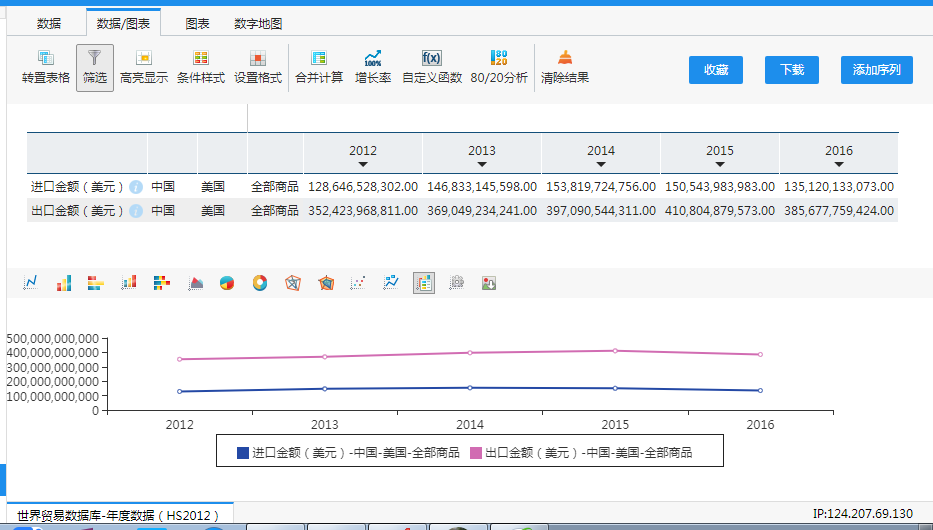 数据 数据/图表 图表 数字地图
转置表格 筛选 高亮显示 条件样式 设置格式 合并计算 增长率 自定义函数 80/20分析 清除结果 收藏 下载 添加序列
2012 2013 2014 2015 2016
进口金额（美元） 中国 美国 全部商品 128,646,528,302.00 146,833,145,598.00 153,819,724,756.00 150,543,983,983.00 135,120,133,073.00
出口金额（美元） 中国 美国 全部商品 352,423,968,811.00 369,049,234,241.00 397,090,544,311.00 410,804,879,573.00 385,677,759,424.00
500,000,000,000
400,000,000,000
300,000,000,000
200,000,000,000
100,000,000,000
0
2012 2013 2014 2015 2016
进口金额（美元）-中国-美国-全部商品 出口金额（美元）-中国-美国-全部商品
世界贸易数据库-年度数据（HS2012） IP:124.207.69.130